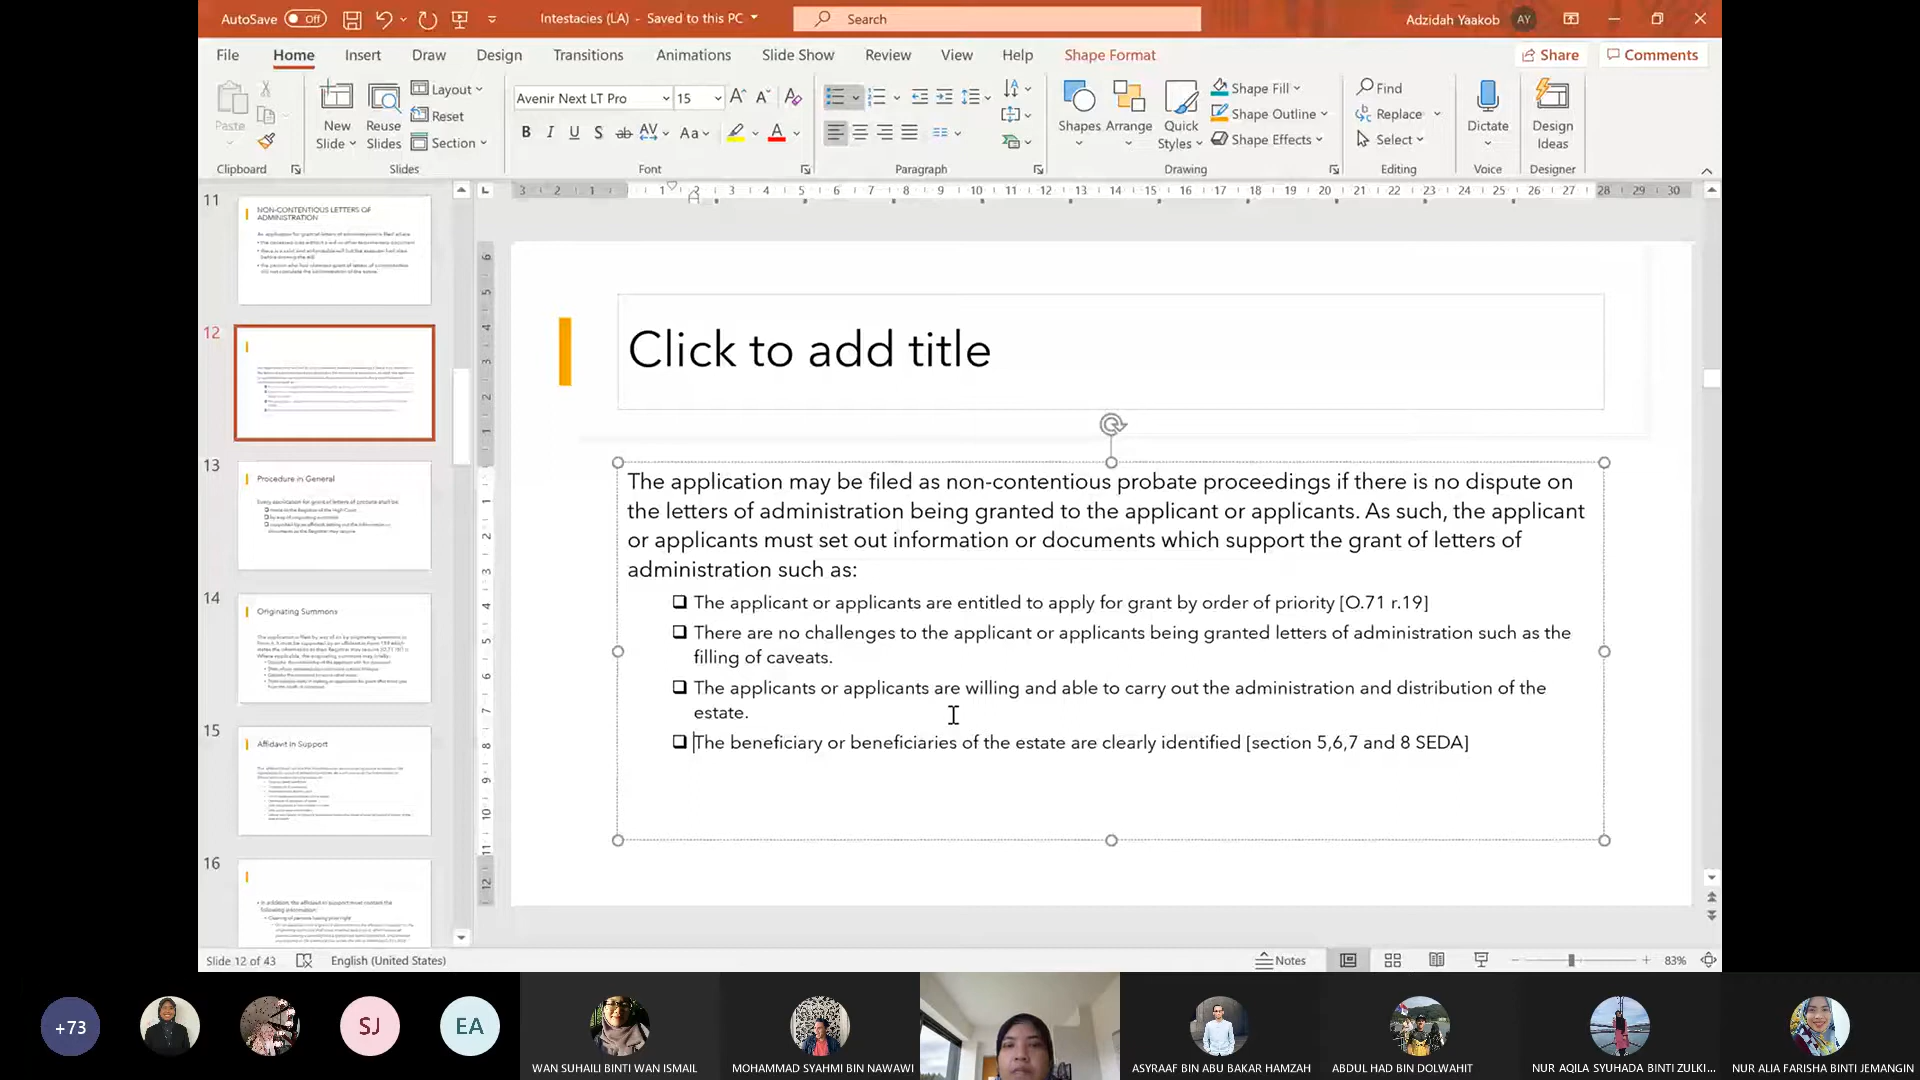 AutoSave Off Intestacies (LA) - Saved to this PC Search Adzidah Yaakob AY
File Home Insert Draw Design Transitions Animations Slide Show Review View Help Shape Format Share Comments
Paste
New Slide
Reuse Slides
Layout
Reset
Section
Avenir Next LT Pro 15
Shapes Arrange Quick Styles
Shape Fill
Shape Outline
Shape Effects
Find
Replace
Select
Dictate
Design Ideas
Clipboard Slides Font Paragraph Drawing Editing Voice Designer
11
NON-CONTENTIOUS LETTERS OF
ADMINISTRATION
12
13
Procedure in General
14
Originating Summons
15
Affidavit in Support
16
Click to add title
The application may be filed as non-contentious probate proceedings if there is no dispute on
the letters of administration being granted to the applicant or applicants. As such, the applicant
or applicants must set out information or documents which support the grant of letters of
administration such as:
The applicant or applicants are entitled to apply for grant by order of priority [O.71 r.19]
There are no challenges to the applicant or applicants being granted letters of administration such as the
filling of caveats.
The applicants or applicants are willing and able to carry out the administration and distribution of the
estate.
The beneficiary or beneficiaries of the estate are clearly identified [section 5,6,7 and 8 SEDA]
Slide 12 of 43 English (United States) Notes 83%
+73 SJ EA
WAN SUHAILI BINTI WAN ISMAIL MOHAMMAD SYAHMI BIN NAWAWI ASYRAAF BIN ABU BAKAR HAMZAH ABDUL HAD BIN DOLWAHIT NUR AQILA SYUHADA BINTI ZULKI... NUR ALIA FARISHA BINTI JEMANGIN